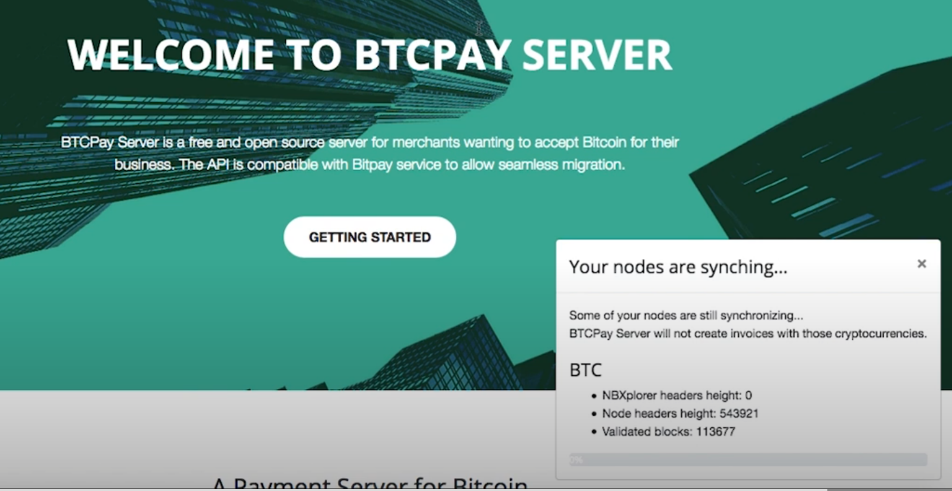 WELCOME TO BTCPAY SERVER
BTCPay Server is a free and open source server for merchants wanting to accept Bitcoin for their
business. The API is compatible with Bitpay service to allow seamless migration.
GETTING STARTED
Your nodes are synching...
×
Some of your nodes are still synchronizing...
BTCPay Server will not create invoices with those cryptocurrencies.
BTC
• NBXplorer headers height: 0
• Node headers height: 543921
• Validated blocks: 113677
0%
A Payment Server for Bitcoin